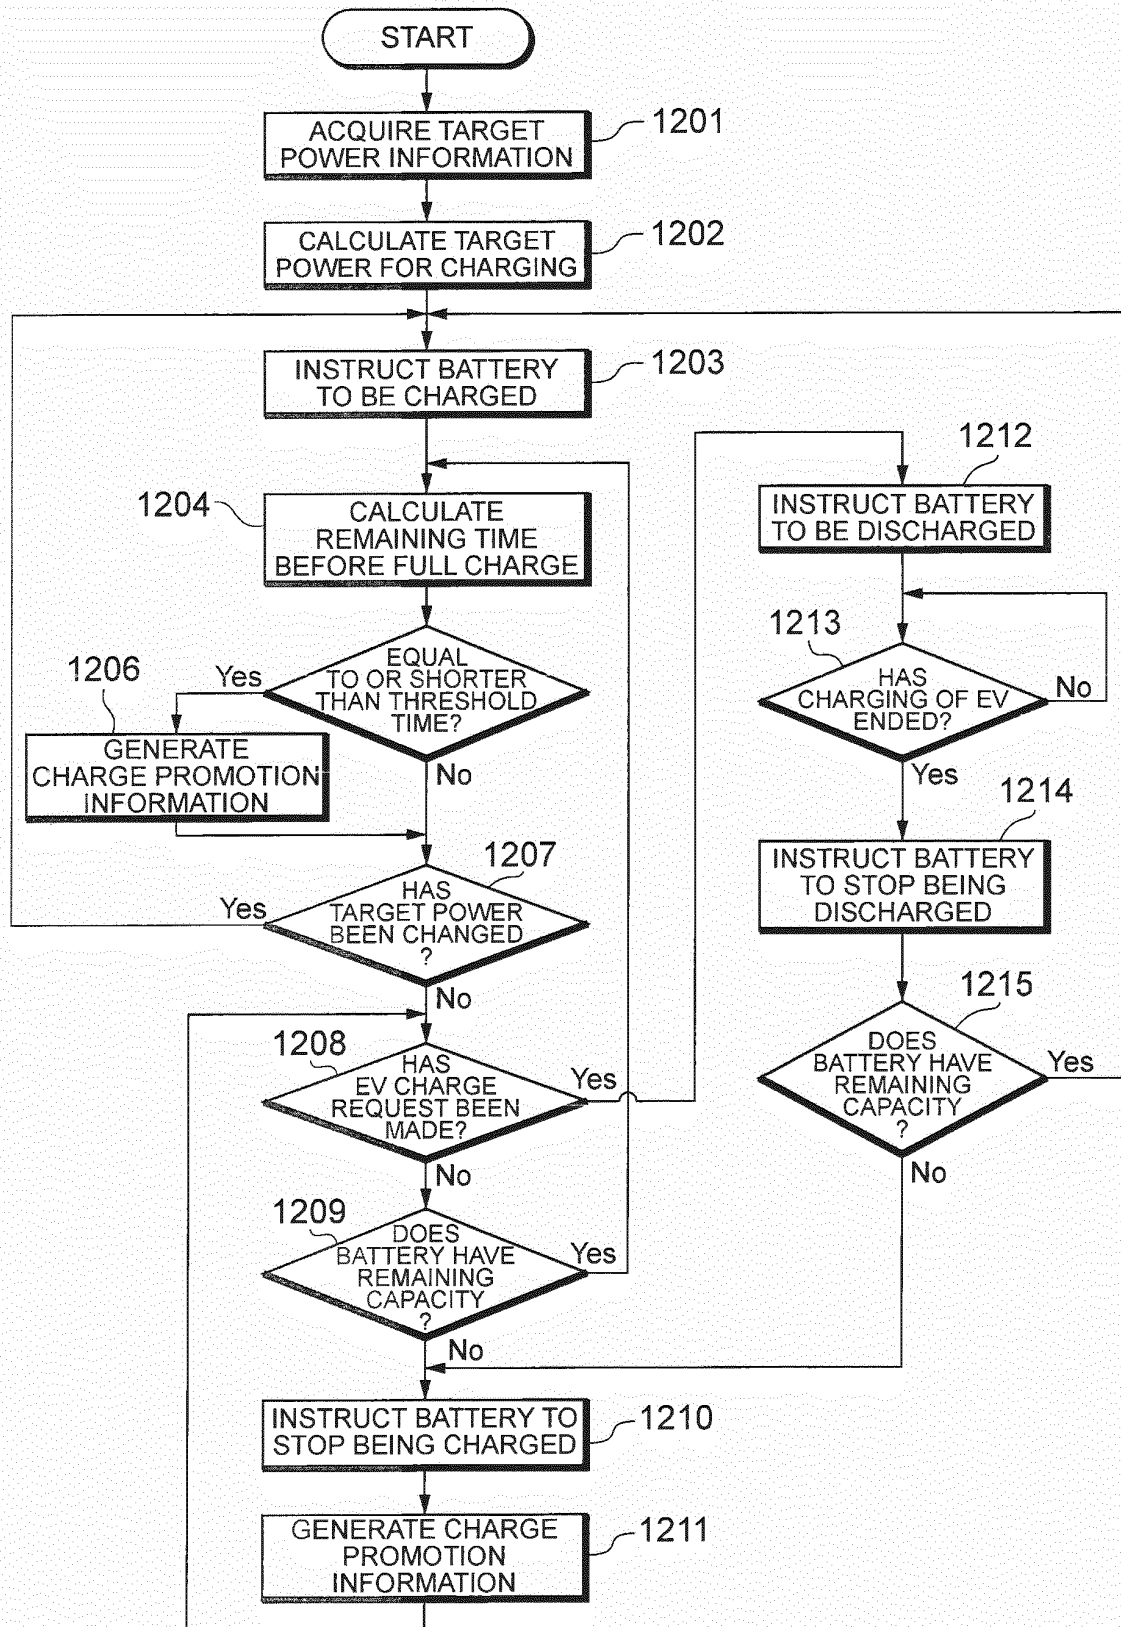 START
1201
ACQUIRE TARGET
POWER INFORMATION
1202
CALCULATE TARGET
POWER FOR CHARGING
1203
INSTRUCT BATTERY
TO BE CHARGED
1204
CALCULATE
REMAINING TIME
BEFORE FULL CHARGE
EQUAL
TO OR SHORTER
THAN THRESHOLD
TIME?
Yes
No
1206
GENERATE
CHARGE PROMOTION
INFORMATION
1207
HAS
TARGET POWER
BEEN CHANGED
?
Yes
No
1208
HAS
EV CHARGE
REQUEST BEEN
MADE?
Yes
No
1209
DOES
BATTERY HAVE
REMAINING
CAPACITY
?
Yes
No
1210
INSTRUCT BATTERY TO
STOP BEING CHARGED
1211
GENERATE CHARGE
PROMOTION
INFORMATION
1212
INSTRUCT BATTERY
TO BE DISCHARGED
1213
HAS
CHARGING OF EV
ENDED?
No
Yes
1214
INSTRUCT BATTERY
TO STOP BEING
DISCHARGED
1215
DOES
BATTERY HAVE
REMAINING
CAPACITY
?
Yes
No